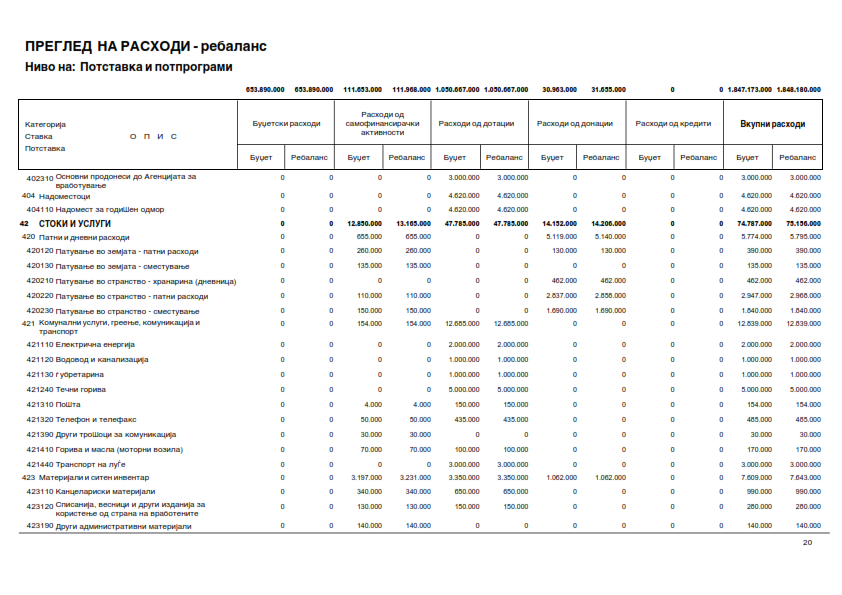 ПРЕГЛЕД НА РАСХОДИ - ребаланс
Ниво на: Потставка и потпрограми
653.890.000 653.890.000 111.653.000 111.968.000 1.050.667.000 1.050.667.000 30.963.000 31.655.000 0 0 1.847.173.000 1.848.180.000
Категорија
Ставка О П И С
Потставка
Буџетски расходи
Расходи од самофинансирачки активности
Расходи од дотации
Расходи од донации
Расходи од кредити
Вкупни расходи
Буџет Ребаланс Буџет Ребаланс Буџет Ребаланс Буџет Ребаланс Буџет Ребаланс Буџет Ребаланс
402310 Основни продонеси до Агенцијата за вработување 0 0 0 0 3.000.000 3.000.000 0 0 0 0 3.000.000 3.000.000
404 Надоместоци 0 0 0 0 4.620.000 4.620.000 0 0 0 0 4.620.000 4.620.000
404110 Надомест за годиШен одмор 0 0 0 0 4.620.000 4.620.000 0 0 0 0 4.620.000 4.620.000
42 СТОКИ И УСЛУГИ 0 0 12.850.000 13.165.000 47.785.000 47.785.000 14.152.000 14.206.000 0 0 74.787.000 75.156.000
420 Патни и дневни расходи 0 0 655.000 655.000 0 0 5.119.000 5.140.000 0 0 5.774.000 5.795.000
420120 Патување во земјата - патни расходи 0 0 260.000 260.000 0 0 130.000 130.000 0 0 390.000 390.000
420130 Патување во земјата - сместување 0 0 135.000 135.000 0 0 0 0 0 0 135.000 135.000
420210 Патување во странство - хранарина (дневница) 0 0 0 0 0 0 462.000 462.000 0 0 462.000 462.000
420220 Патување во странство - патни расходи 0 0 110.000 110.000 0 0 2.837.000 2.858.000 0 0 2.947.000 2.968.000
420230 Патување во странство - сместување 0 0 150.000 150.000 0 0 1.690.000 1.690.000 0 0 1.840.000 1.840.000
421 Комунални услуги, греење, комуникација и транспорт 0 0 154.000 154.000 12.685.000 12.685.000 0 0 0 0 12.839.000 12.839.000
421110 Електрична енергија 0 0 0 0 2.000.000 2.000.000 0 0 0 0 2.000.000 2.000.000
421120 Водовод и канализација 0 0 0 0 1.000.000 1.000.000 0 0 0 0 1.000.000 1.000.000
421130 Ѓубретарина 0 0 0 0 1.000.000 1.000.000 0 0 0 0 1.000.000 1.000.000
421240 Течни горива 0 0 0 0 5.000.000 5.000.000 0 0 0 0 5.000.000 5.000.000
421310 ПоШта 0 0 4.000 4.000 150.000 150.000 0 0 0 0 154.000 154.000
421320 Телефон и телефакс 0 0 50.000 50.000 435.000 435.000 0 0 0 0 485.000 485.000
421390 Други троШоци за комуникација 0 0 30.000 30.000 0 0 0 0 0 0 30.000 30.000
421410 Горива и масла (моторни возила) 0 0 70.000 70.000 100.000 100.000 0 0 0 0 170.000 170.000
421440 Транспорт на луѓе 0 0 0 0 3.000.000 3.000.000 0 0 0 0 3.000.000 3.000.000
423 Материјали и ситен инвентар 0 0 3.197.000 3.231.000 3.350.000 3.350.000 1.062.000 1.062.000 0 0 7.609.000 7.643.000
423110 Канцелариски материјали 0 0 340.000 340.000 650.000 650.000 0 0 0 0 990.000 990.000
423120 Списанија, весници и други изданија за користење од страна на вработените 0 0 130.000 130.000 150.000 150.000 0 0 0 0 280.000 280.000
423190 Други административни материјали 0 0 140.000 140.000 0 0 0 0 0 0 140.000 140.000
20